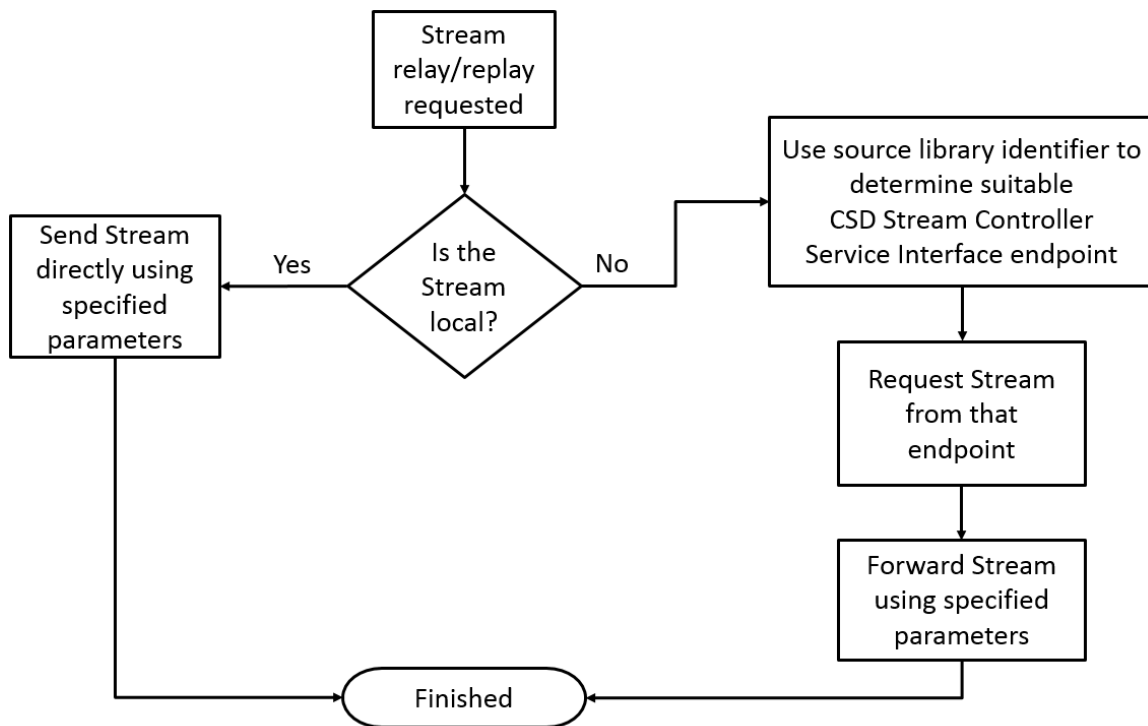 Stream
relay/replay
requested
Is the
Stream
local?
Yes
No
Send Stream
directly using
specified
parameters
Use source library identifier to
determine suitable
CSD Stream Controller
Service Interface endpoint
Request Stream
from that
endpoint
Forward Stream
using specified
parameters
Finished